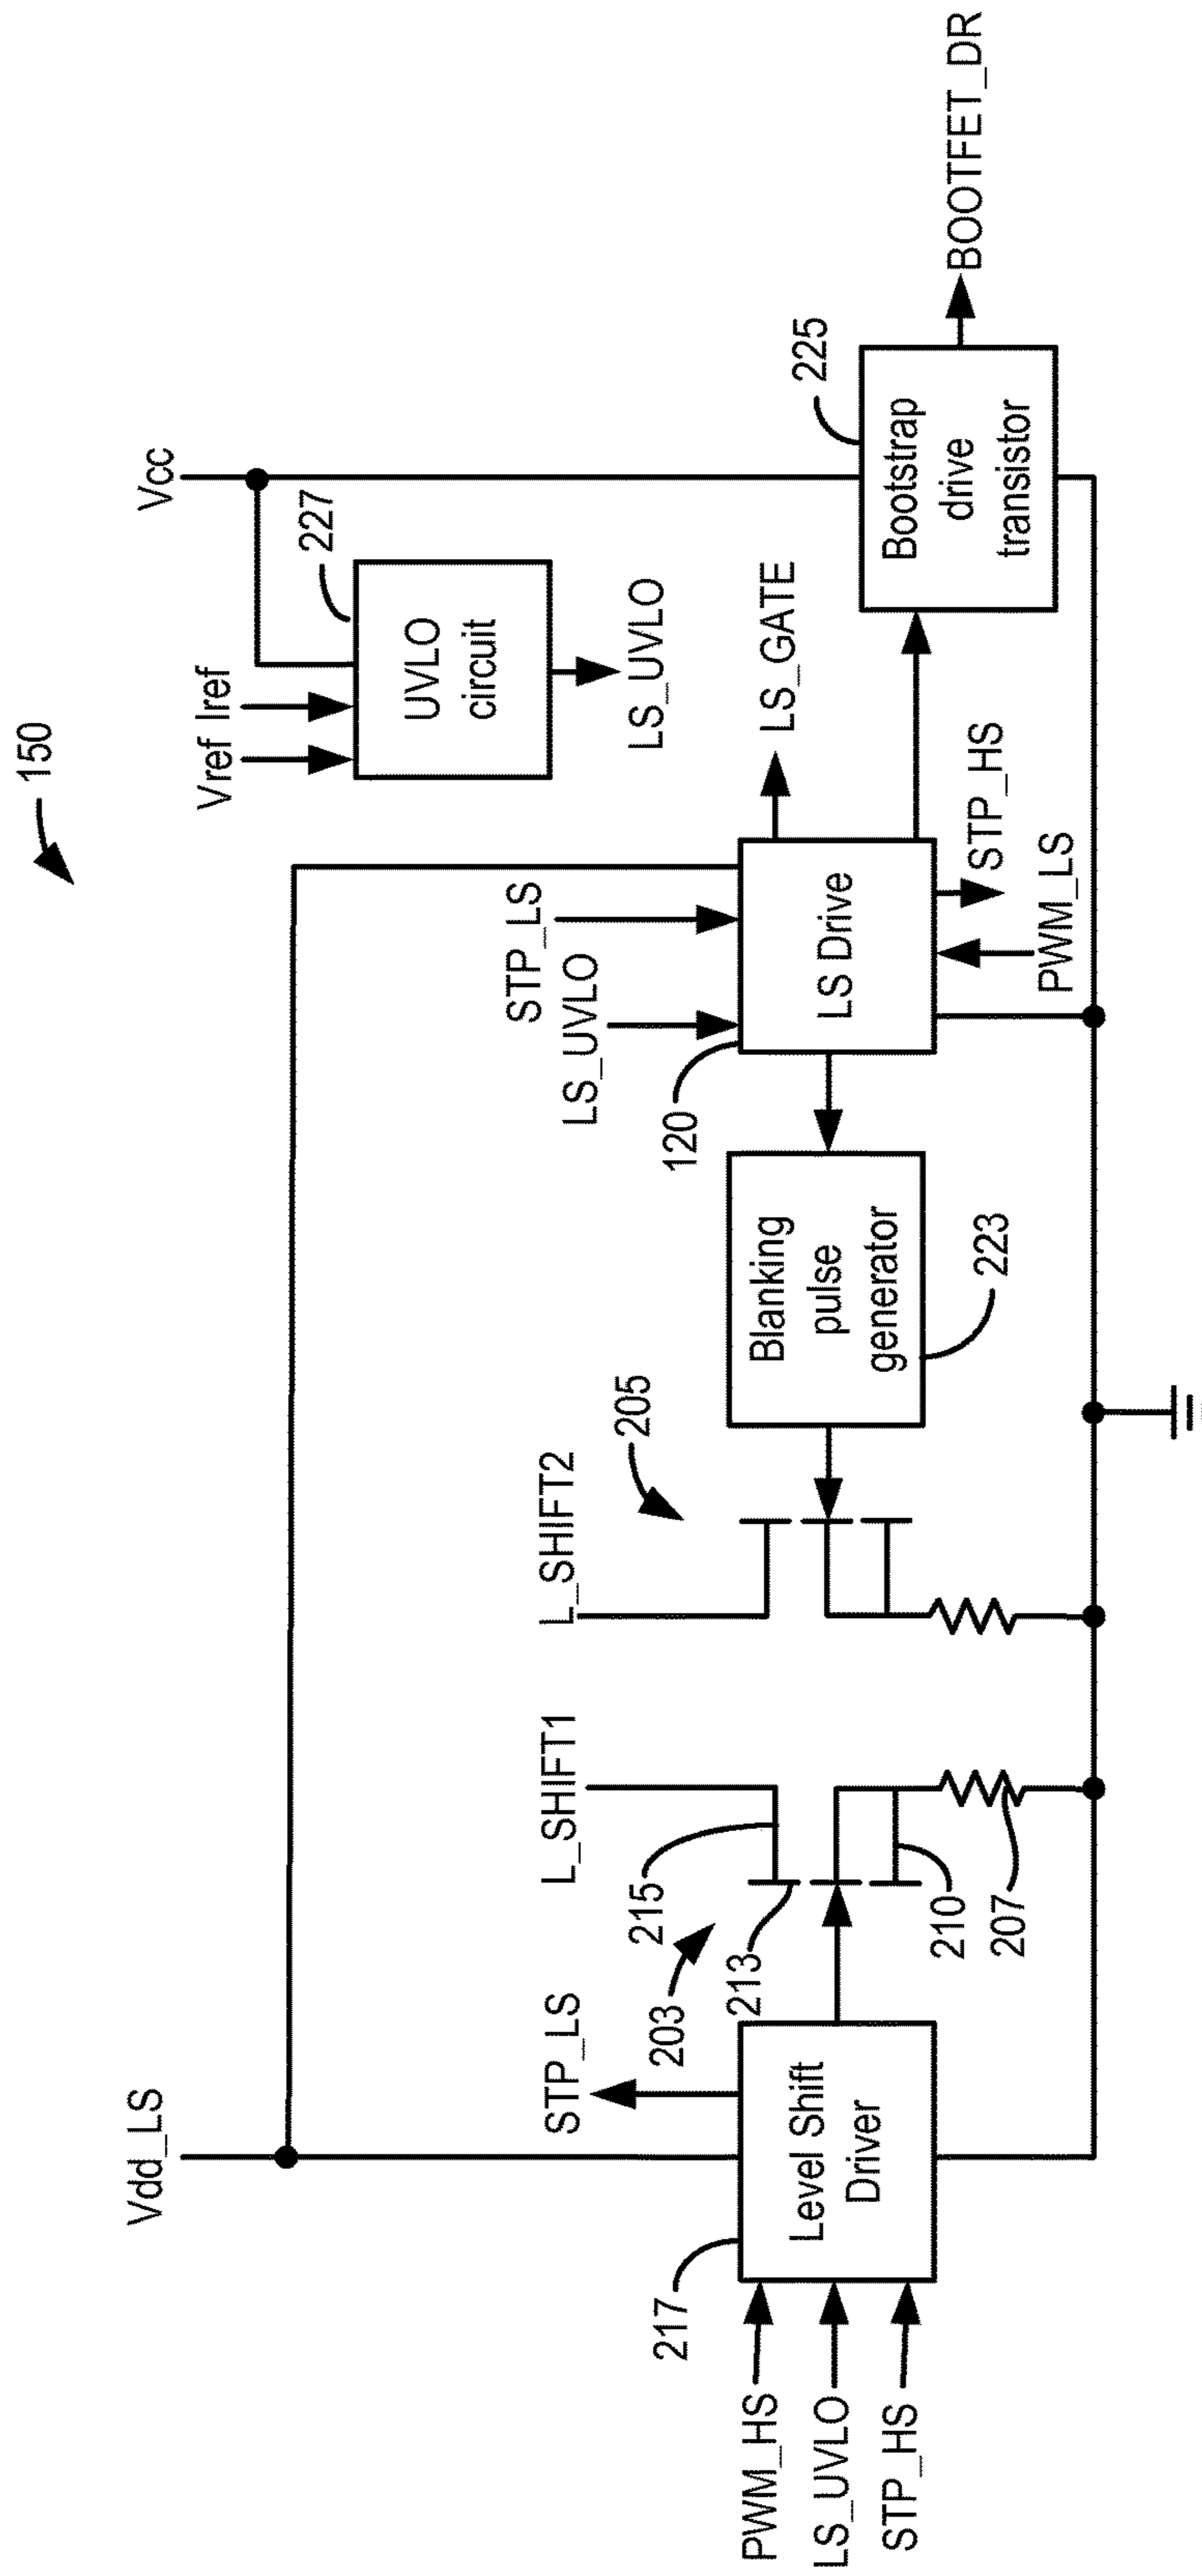 150
Vdd_LS
Vcc
Vref
Iref
227
UVLO
circuit
LS_UVLO
STP_LS
L_SHIFT1
L_SHIFT2
205
STP_LS
LS_UVLO
120
LS_GATE
225
217
203
215
213
210
207
PWM_HS
LS_UVLO
STP_HS
Level Shift
Driver
Blanking
pulse
generator
223
LS Drive
STP_HS
PWM_LS
Bootstrap
drive
transistor
BOOTFET_DR